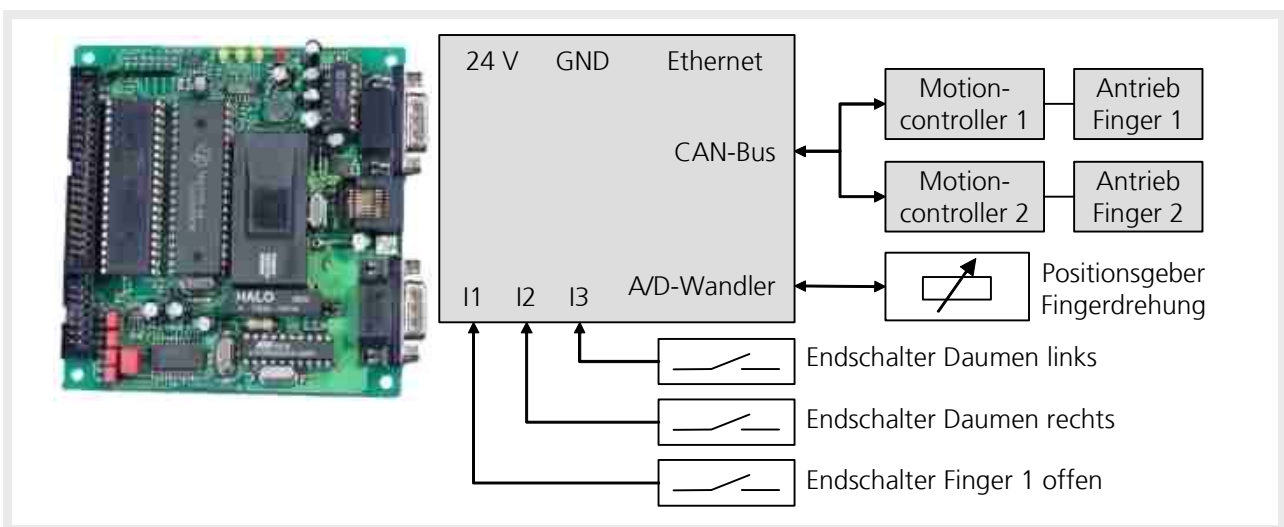 24 V GND Ethernet
CAN-Bus
A/D-Wandler
I1 I2 I3
Motion-
controller 1
Antrieb
Finger 1
Motion-
controller 2
Antrieb
Finger 2
Positionsgeber
Fingerdrehung
Endschalter Daumen links
Endschalter Daumen rechts
Endschalter Finger 1 offen
HALO